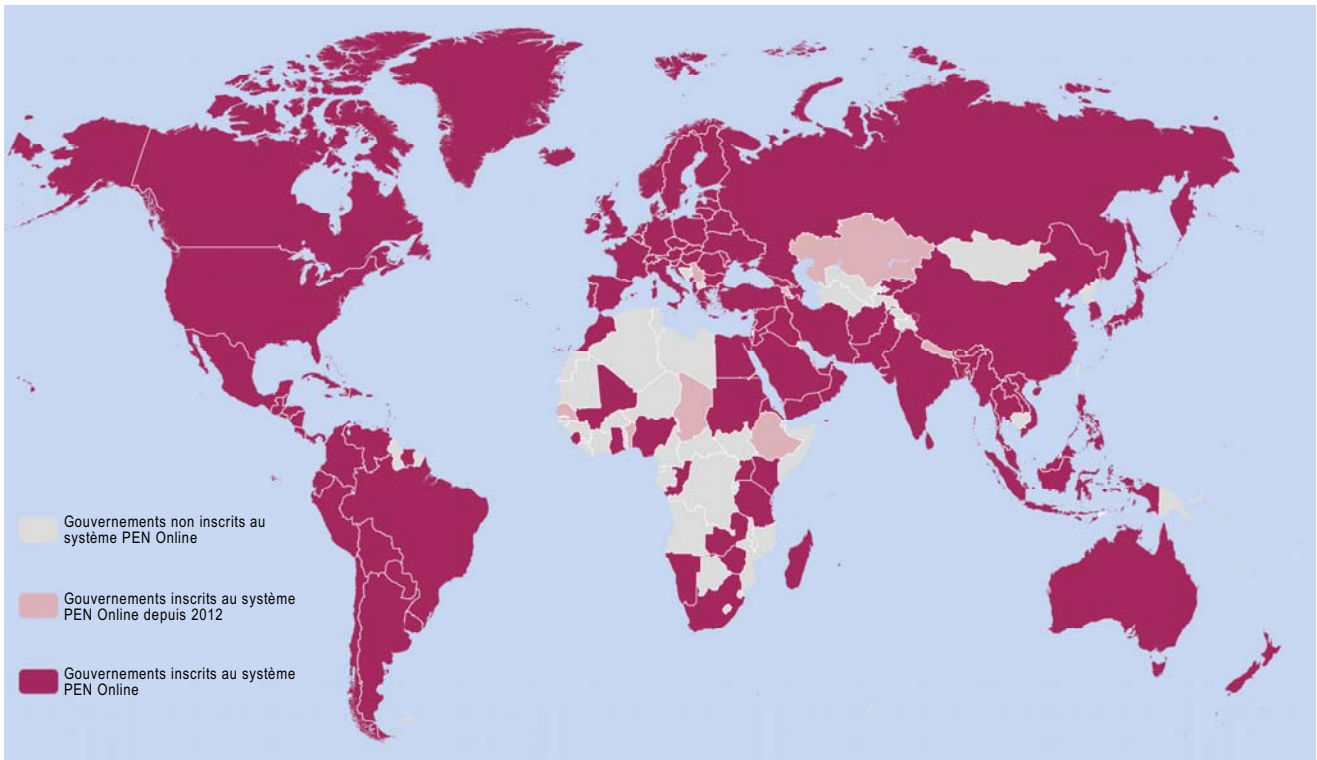 Gouvernements non inscrits au
système PEN Online
Gouvernements inscrits au système
PEN Online depuis 2012
Gouvernements inscrits au système
PEN Online